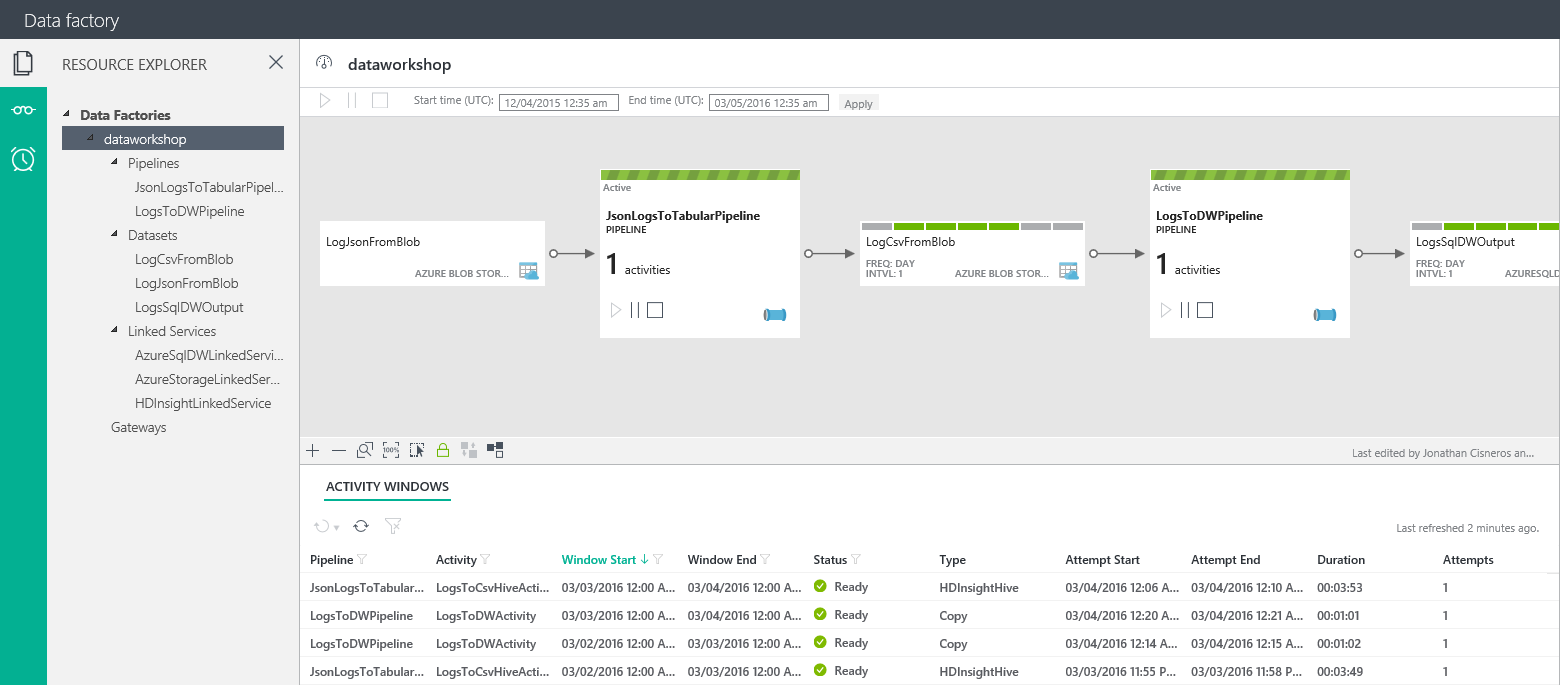 Data factory
RESOURCE EXPLORER
Data Factories
dataworkshop
Pipelines
JsonLogsToTabularPipel...
LogsToDWPipeline
Datasets
LogCsvFromBlob
LogJsonFromBlob
LogsSqlDWOutput
Linked Services
AzureSqlDWLinkedServi...
AzureStorageLinkedSer...
HDInsightLinkedService
Gateways
dataworkshop
Start time (UTC): 12/04/2015 12:35 am End time (UTC): 03/05/2016 12:35 am Apply
LogJsonFromBlob
AZURE BLOB STOR...
Active
JsonLogsToTabularPipeline
PIPELINE
1 activities
LogCsvFromBlob
FREQ: DAY
INTVL: 1 AZURE BLOB STOR...
Active
LogsToDWPipeline
PIPELINE
1 activities
LogsSqlDWOutput
FREQ: DAY
INTVL: 1 AZURESQLD
100%
Last edited by Jonathan Cisneros an...
ACTIVITY WINDOWS
Last refreshed 2 minutes ago.
Pipeline Activity Window Start Window End Status Type Attempt Start Attempt End Duration Attempts
JsonLogsToTabular... LogsToCsvHiveActi... 03/03/2016 12:00 A... 03/04/2016 12:00 A... Ready HDInsightHive 03/04/2016 12:06 A... 03/04/2016 12:10 A... 00:03:53 1
LogsToDWPipeline LogsToDWActivity 03/03/2016 12:00 A... 03/04/2016 12:00 A... Ready Copy 03/04/2016 12:20 A... 03/04/2016 12:21 A... 00:01:01 1
LogsToDWPipeline LogsToDWActivity 03/02/2016 12:00 A... 03/03/2016 12:00 A... Ready Copy 03/04/2016 12:14 A... 03/04/2016 12:15 A... 00:01:02 1
JsonLogsToTabular... LogsToCsvHiveActi... 03/02/2016 12:00 A... 03/03/2016 12:00 A... Ready HDInsightHive 03/03/2016 11:55 P... 03/03/2016 11:58 P... 00:03:49 1